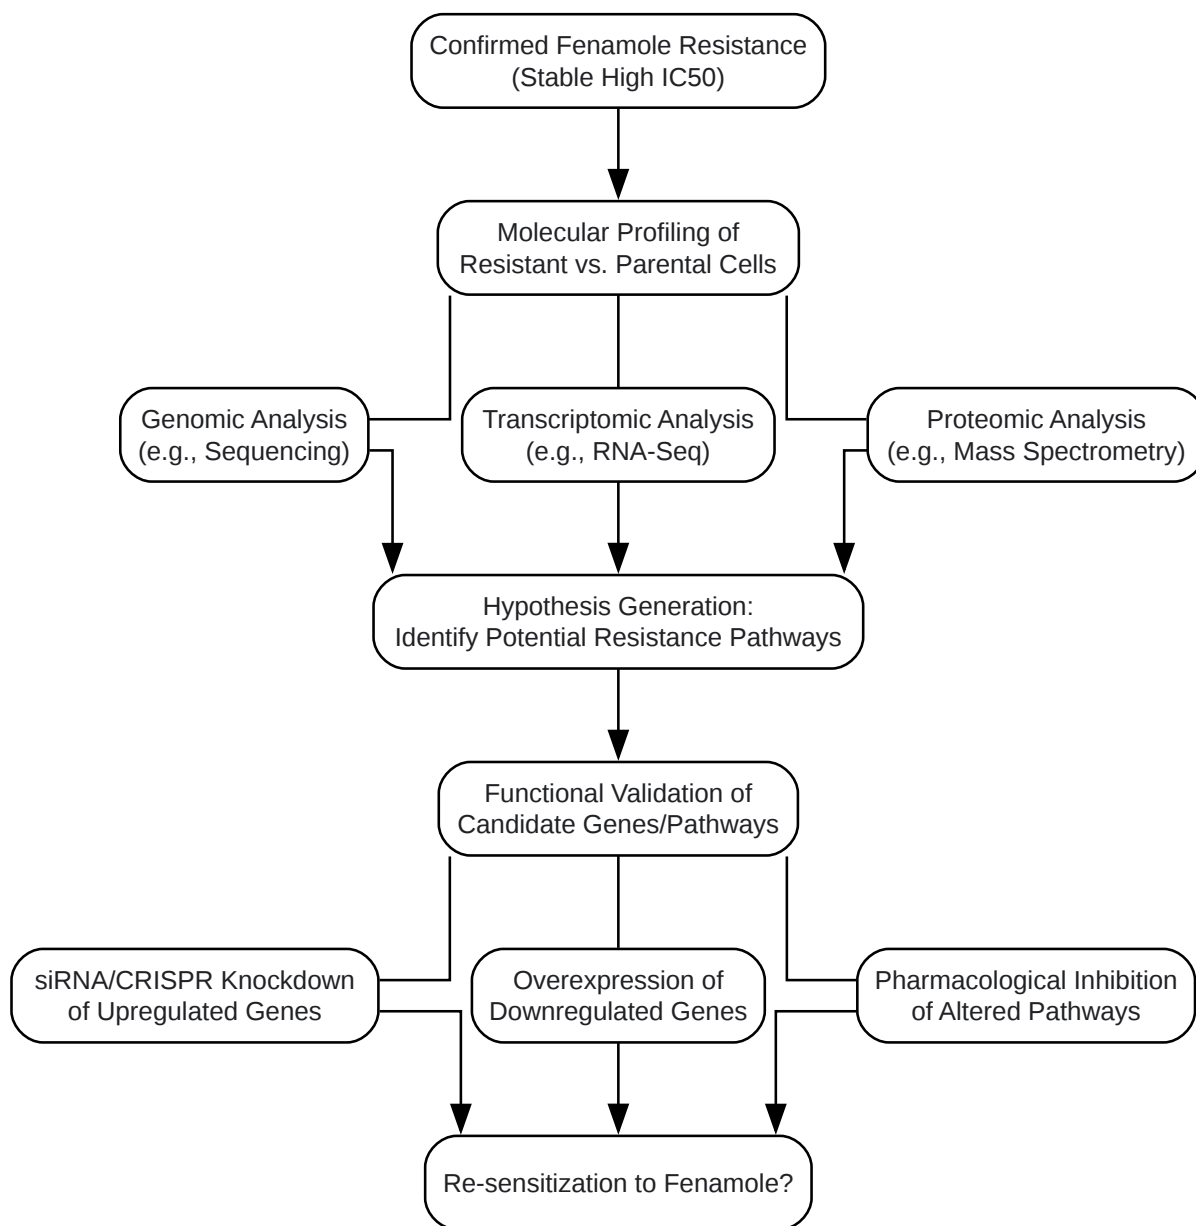 Confirmed Fenamole Resistance
(Stable High IC50)
Molecular Profiling of
Resistant vs. Parental Cells
Genomic Analysis
(e.g., Sequencing)
Transcriptomic Analysis
(e.g., RNA-Seq)
Proteomic Analysis
(e.g., Mass Spectrometry)
Hypothesis Generation:
Identify Potential Resistance Pathways
Functional Validation of
Candidate Genes/Pathways
siRNA/CRISPR Knockdown
of Upregulated Genes
Overexpression of
Downregulated Genes
Pharmacological Inhibition
of Altered Pathways
Re-sensitization to Fenamole?